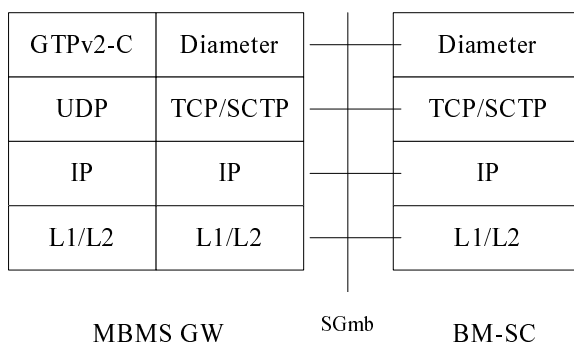 GTPv2-C Diameter Diameter
UDP TCP/SCTP TCP/SCTP
IP IP IP
L1/L2 L1/L2 L1/L2
MBMS GW SGmb BM-SC